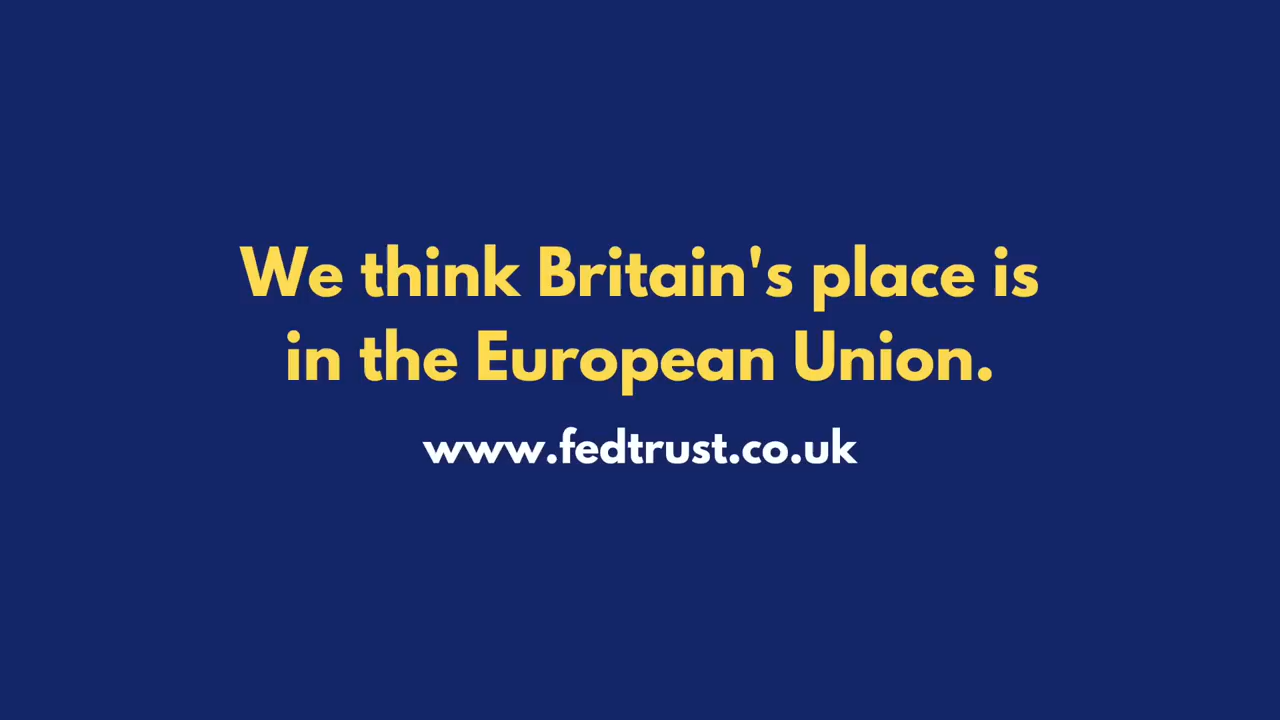 We think Britain's place is
in the European Union.
www.fedtrust.co.uk